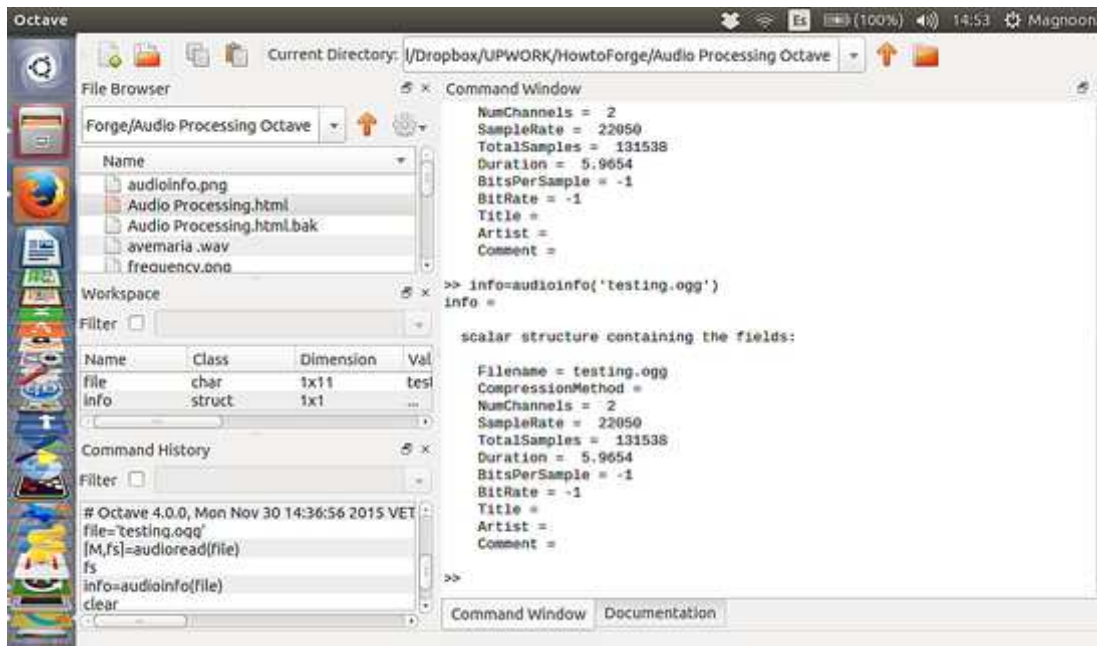 Octave
Es (100%) 14:53 Magnoon
Current Directory: l/Dropbox/UPWORK/HowtoForge/Audio Processing Octave
File Browser
-Forge/Audio Processing Octave
Name
audioinfo.png
Audio Processing.html
Audio Processing.html.bak
avemaria .wav
frequency.png
Workspace
Filter
Name Class Dimension Val
file char 1x11 test
info struct 1x1 ...
Command History
Filter
# Octave 4.0.0, Mon Nov 30 14:36:56 2015 VET
file='testing.ogg'
[M,fs]=audioread(file)
fs
info=audioinfo(file)
clear
Command Window
NumChannels = 2
SampleRate = 22050
TotalSamples = 131538
Duration = 5.9654
BitsPerSample = -1
BitRate = -1
Title =
Artist =
Comment =
>> info=audioinfo('testing.ogg')
info =
scalar structure containing the fields:
Filename = testing.ogg
CompressionMethod =
NumChannels = 2
SampleRate = 22050
TotalSamples = 131538
Duration = 5.9654
BitsPerSample = -1
BitRate = -1
Title =
Artist =
Comment =
>>
Command Window Documentation